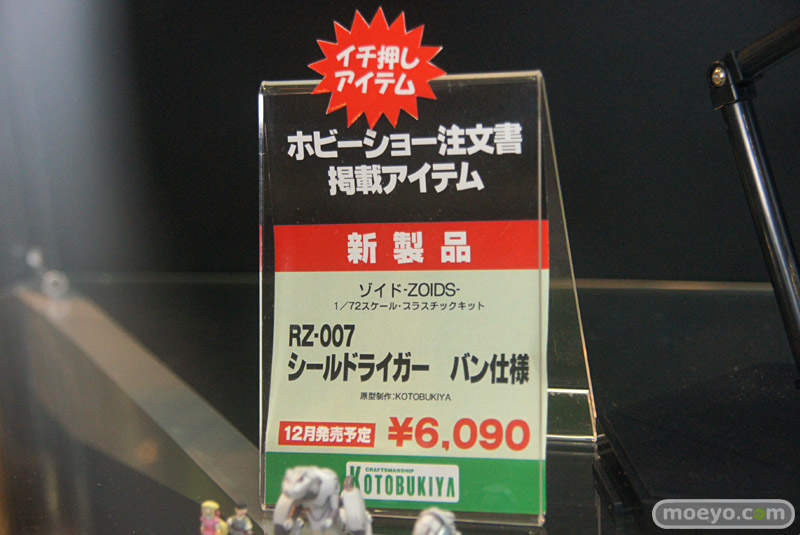 イチ押し
アイテム
ホビーショー注文書
掲載アイテム
新製品
ゾイド-ZOIDS-
1/72スケール・プラスチックキット
RZ-007
シールドライガー バン仕様
原型制作:KOTOBUKIYA
12月発売予定 ¥6,090
CRAFTSMANSHIP
KOTOBUKIYA
moeyo.com